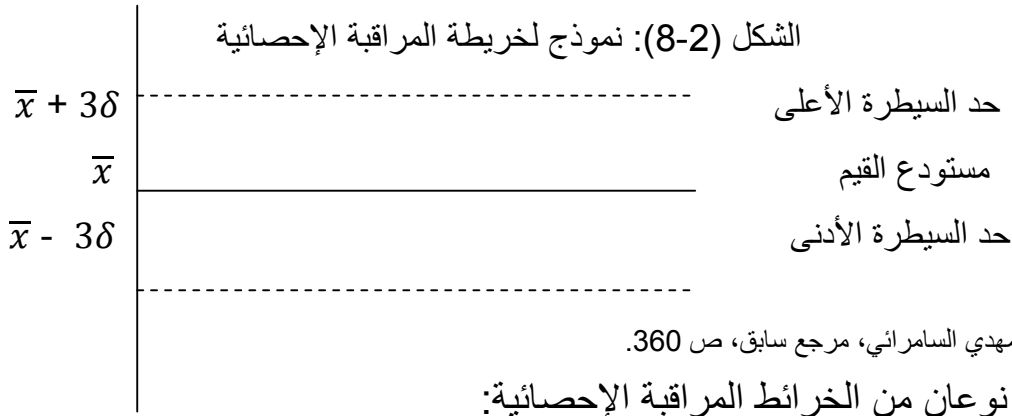 الشكل (2-8): نموذج لخريطة المراقبة الإحصائية
حد السيطرة الأعلى x̅ + 3δ
مستودع القيم x̅
حد السيطرة الأدنى x̅ - 3δ
مهدي السامرائي، مرجع سابق، ص 360.
نوعان من الخرائط المراقبة الإحصائية: